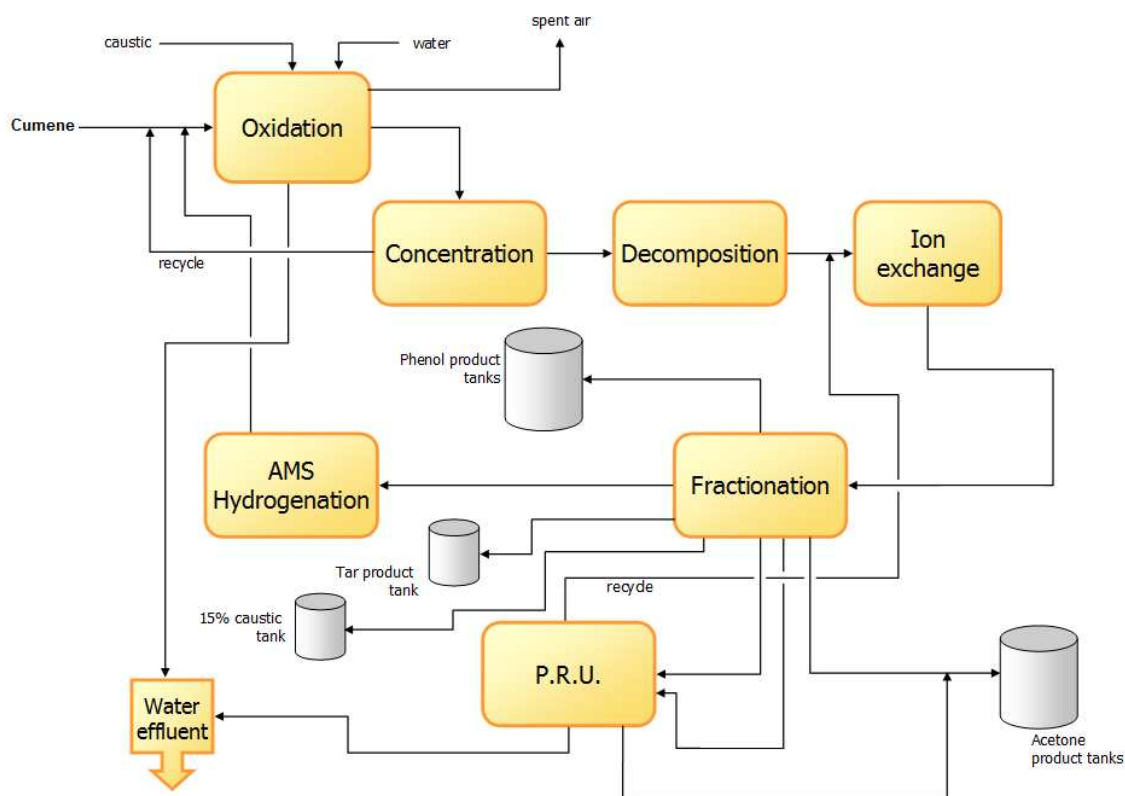 spent air
caustic
water
Cumene
Oxidation
recycle
Concentration
Decomposition
Ion
exchange
Phenol product
tanks
AMS
Hydrogenation
Fractionation
Tar product
tank
recycle
15% caustic
tank
P.R.U.
Water
effluent
Acetone
product tanks